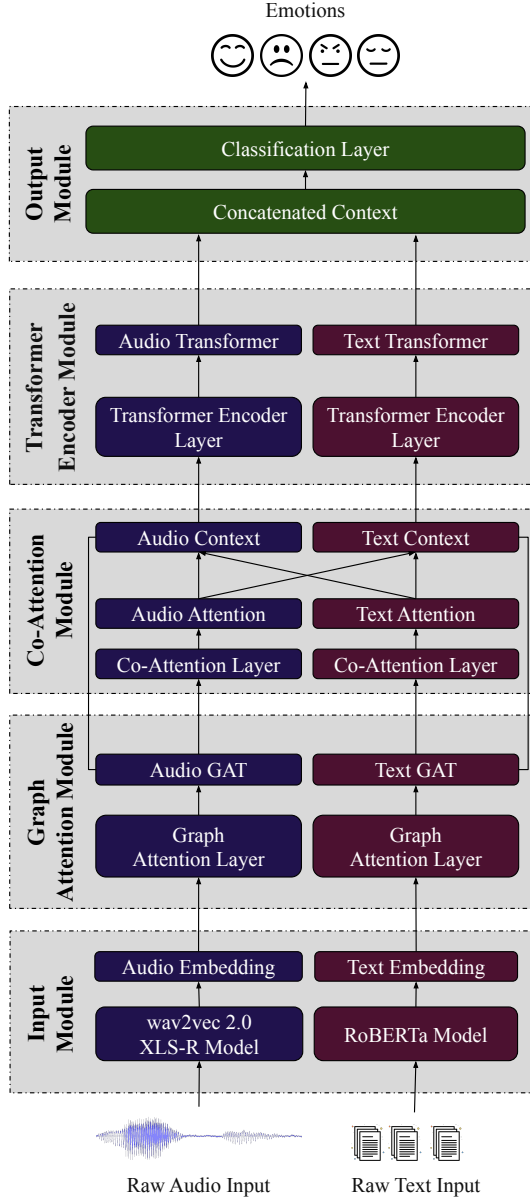 Emotions
Output
Module
Classification Layer
Concatenated Context
Transformer
Encoder Module
Audio Transformer
Text Transformer
Transformer Encoder
Layer
Transformer Encoder
Layer
Co-Attention
Module
Audio Context
Text Context
Audio Attention
Text Attention
Co-Attention Layer
Co-Attention Layer
Graph
Attention Module
Audio GAT
Text GAT
Graph
Attention Layer
Graph
Attention Layer
Input
Module
Audio Embedding
Text Embedding
wav2vec 2.0
XLS-R Model
RoBERTa Model
Raw Audio Input
Raw Text Input